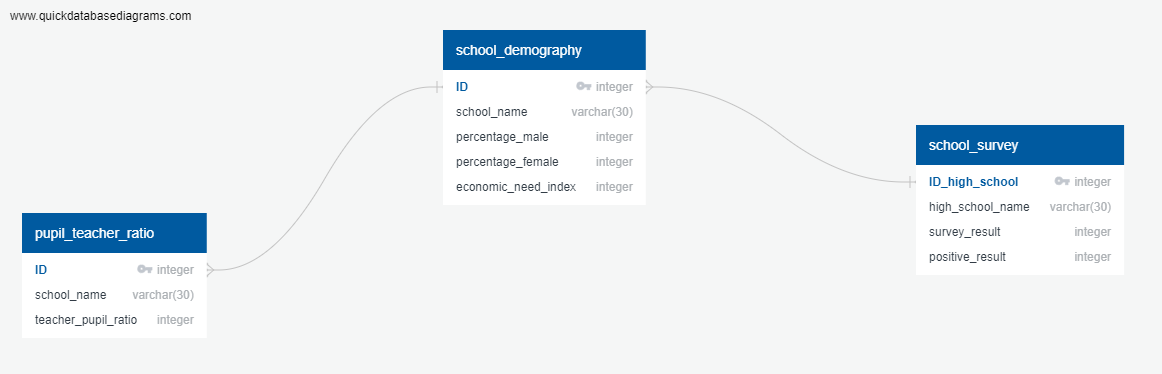 www.quickdatabasediagrams.com
school_demography
ID integer
school_name varchar(30)
percentage_male integer
percentage_female integer
economic_need_index integer
school_survey
ID_high_school integer
high_school_name varchar(30)
survey_result integer
positive_result integer
pupil_teacher_ratio
ID integer
school_name varchar(30)
teacher_pupil_ratio integer